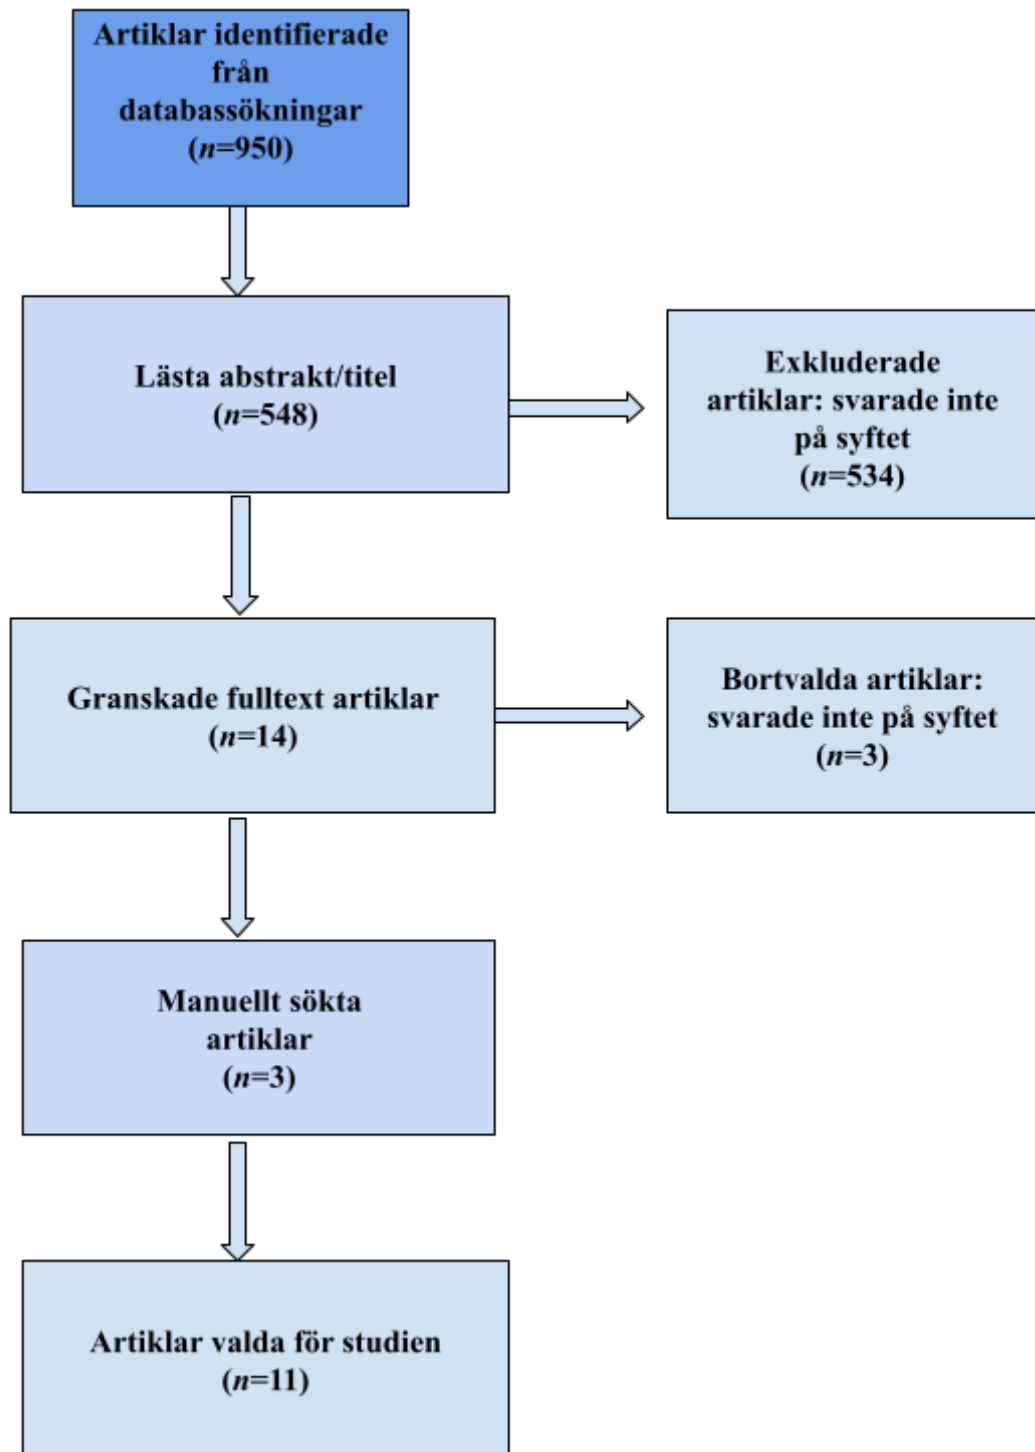 Artiklar identifierade
från
databassökningar
(n=950)
Lästa abstrakt/titel
(n=548)
Exkluderade
artiklar: svarade inte
på syftet
(n=534)
Granskade fulltext artiklar
(n=14)
Bortvalda artiklar:
svarade inte på syftet
(n=3)
Manuellt sökta
artiklar
(n=3)
Artiklar valda för studien
(n=11)